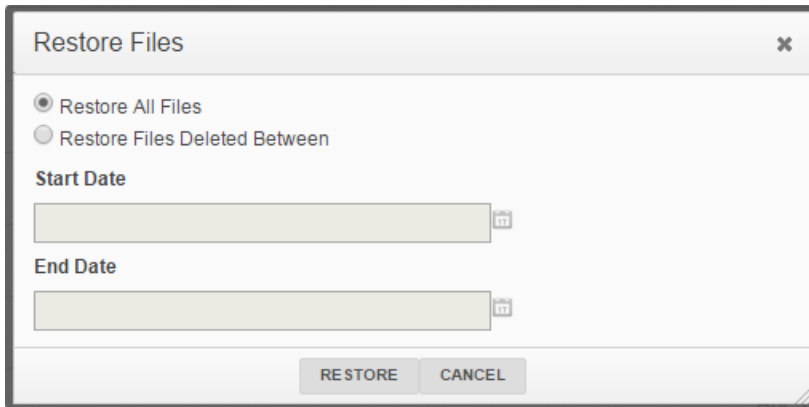 Restore Files
Restore All Files
Restore Files Deleted Between
Start Date
End Date
RESTORE CANCEL